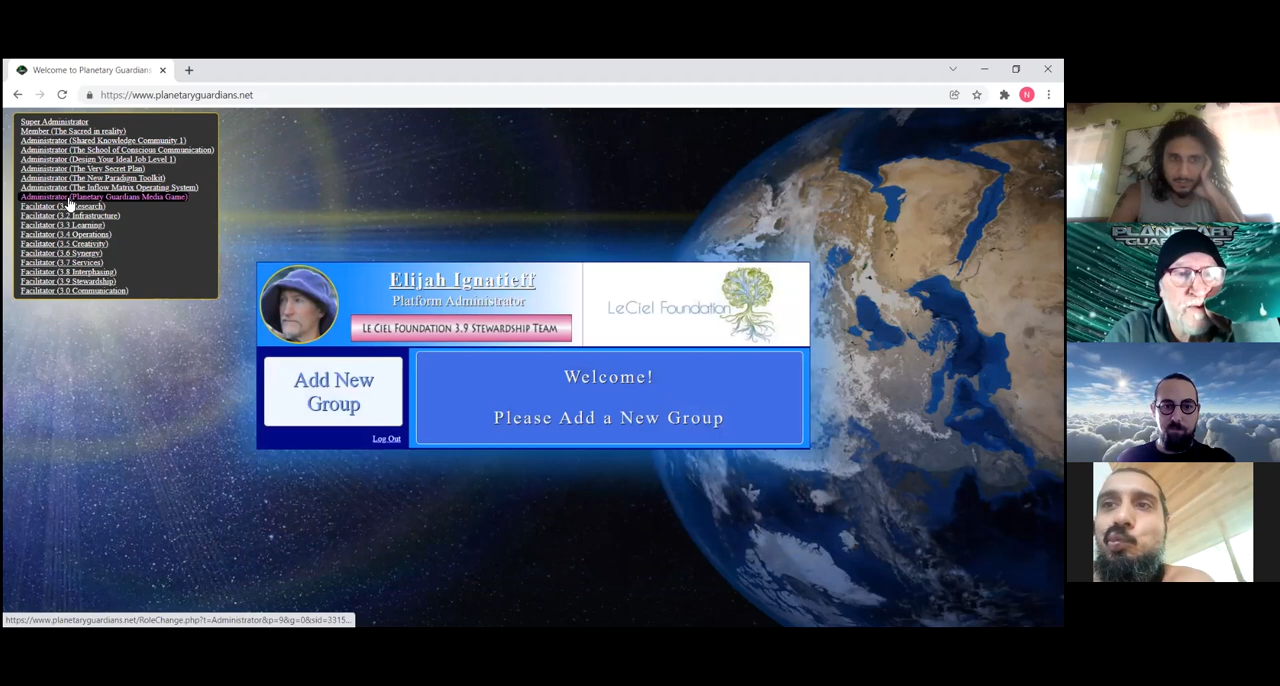 Welcome to Planetary Guardians
https://www.planetaryguardians.net
N
Super Administrator
Member (The Sacred in reality)
Administrator (Shared Knowledge Community 1)
Administrator (The School of Conscious Communication)
Administrator (Design Your Ideal Job Level 1)
Administrator (The Very Secret Plan)
Administrator (The New Paradigm Toolkit)
Administrator (The Inflow Matrix Operating System)
Administrator (Planetary Guardians Media Game)
Facilitator (3. Research)
Facilitator (3.2 Infrastructure)
Facilitator (3.3 Learning)
Facilitator (3.4 Operations)
Facilitator (3.5 Creativity)
Facilitator (3.6 Synergy)
Facilitator (3.7 Services)
Facilitator (3.8 Interphasing)
Facilitator (3.9 Stewardship)
Facilitator (3.0 Communication)
Elijah Ignatieff
Platform Administrator
LE CIEL FOUNDATION 3.9 STEWARDSHIP TEAM
LeCiel Foundation
Add New
Group
Log Out
Welcome!
Please Add a New Group
https://www.planetaryguardians.net/RoleChange.php?t=Administrator&p=9&g=0&sid=3315...
PLANETARY